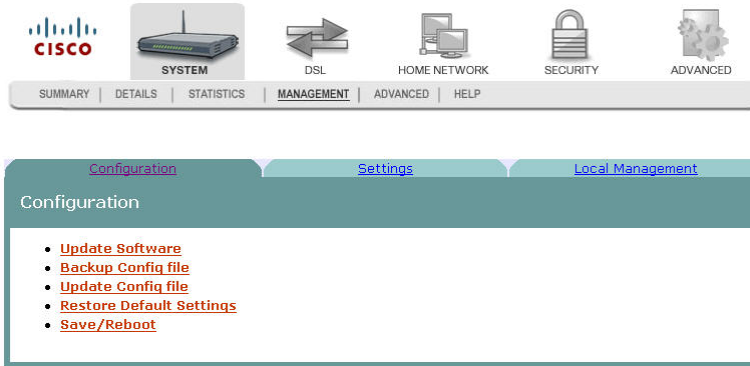 CISCO
SYSTEM DSL HOME NETWORK SECURITY ADVANCED
SUMMARY | DETAILS | STATISTICS | MANAGEMENT | ADVANCED | HELP
Configuration Settings Local Management
Configuration
• Update Software
• Backup Config file
• Update Config file
• Restore Default Settings
• Save/Reboot